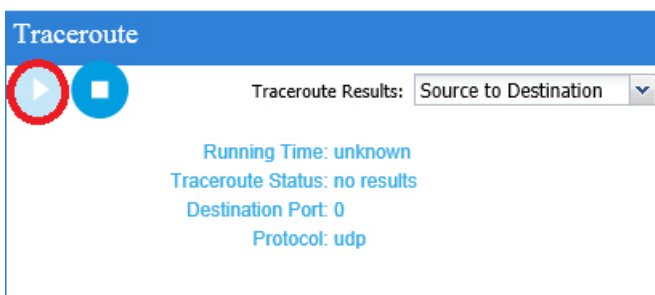 Traceroute
Traceroute Results: Source to Destination
Running Time: unknown
Traceroute Status: no results
Destination Port: 0
Protocol: udp